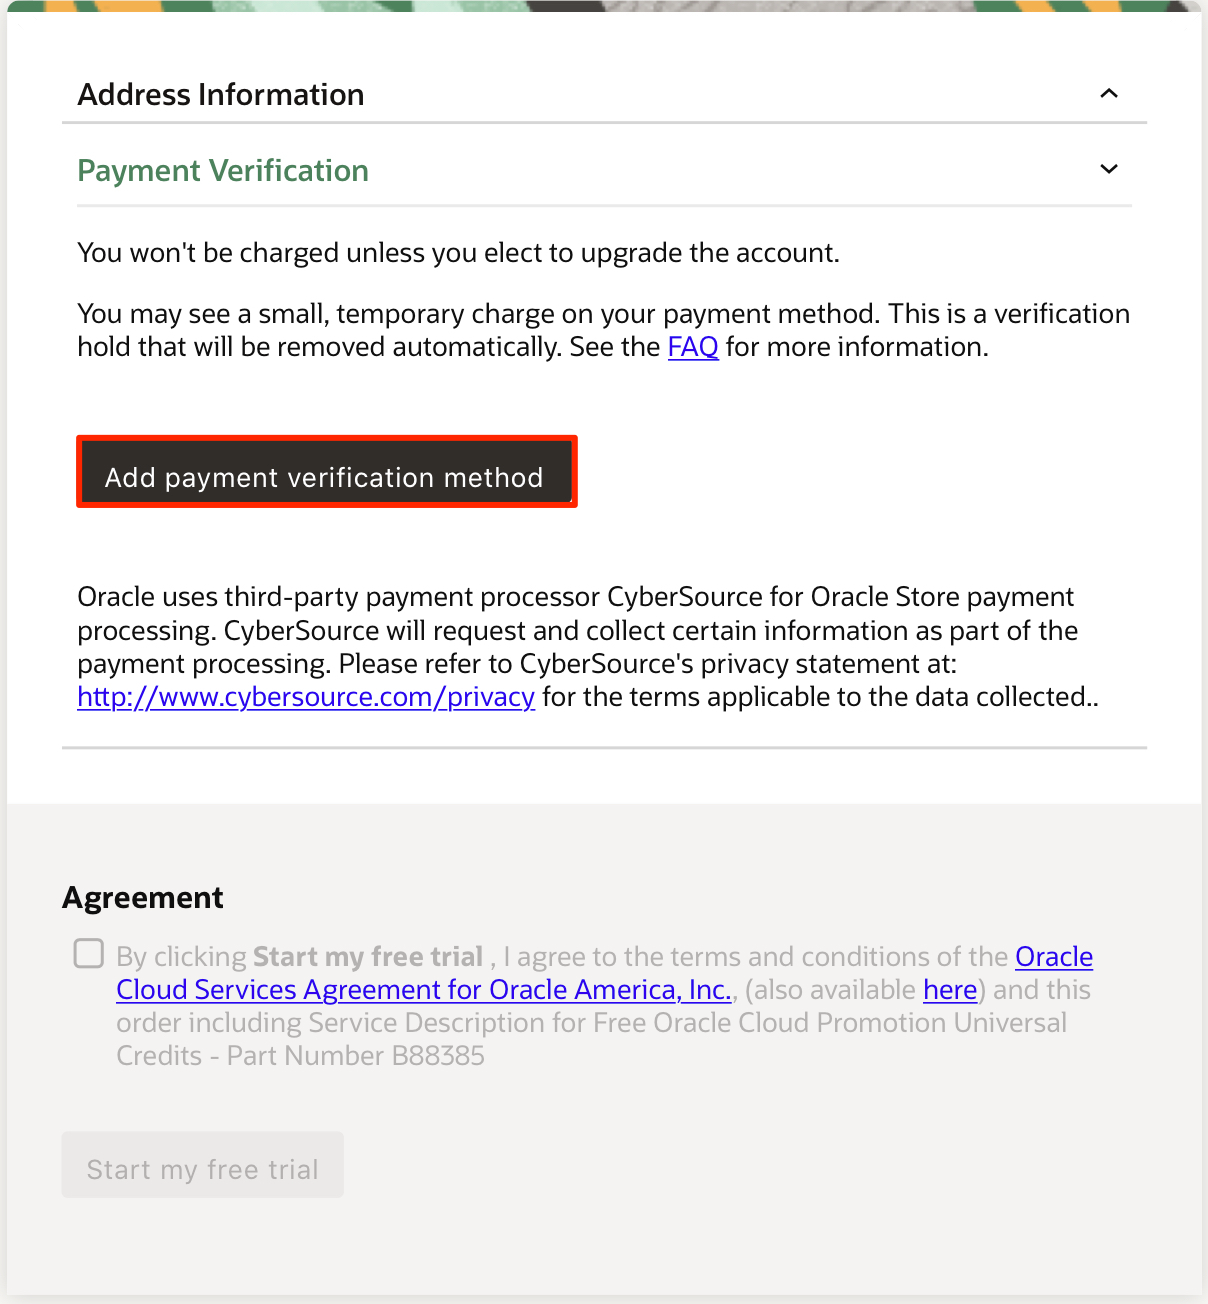 Address Information
Payment Verification
You won't be charged unless you elect to upgrade the account.
You may see a small, temporary charge on your payment method. This is a verification
hold that will be removed automatically. See the FAQ for more information.
Add payment verification method
Oracle uses third-party payment processor CyberSource for Oracle Store payment
processing. CyberSource will request and collect certain information as part of the
payment processing. Please refer to CyberSource's privacy statement at:
http://www.cybersource.com/privacy for the terms applicable to the data collected..
Agreement
By clicking Start my free trial , I agree to the terms and conditions of the Oracle
Cloud Services Agreement for Oracle America, Inc., (also available here) and this
order including Service Description for Free Oracle Cloud Promotion Universal
Credits - Part Number B88385
Start my free trial